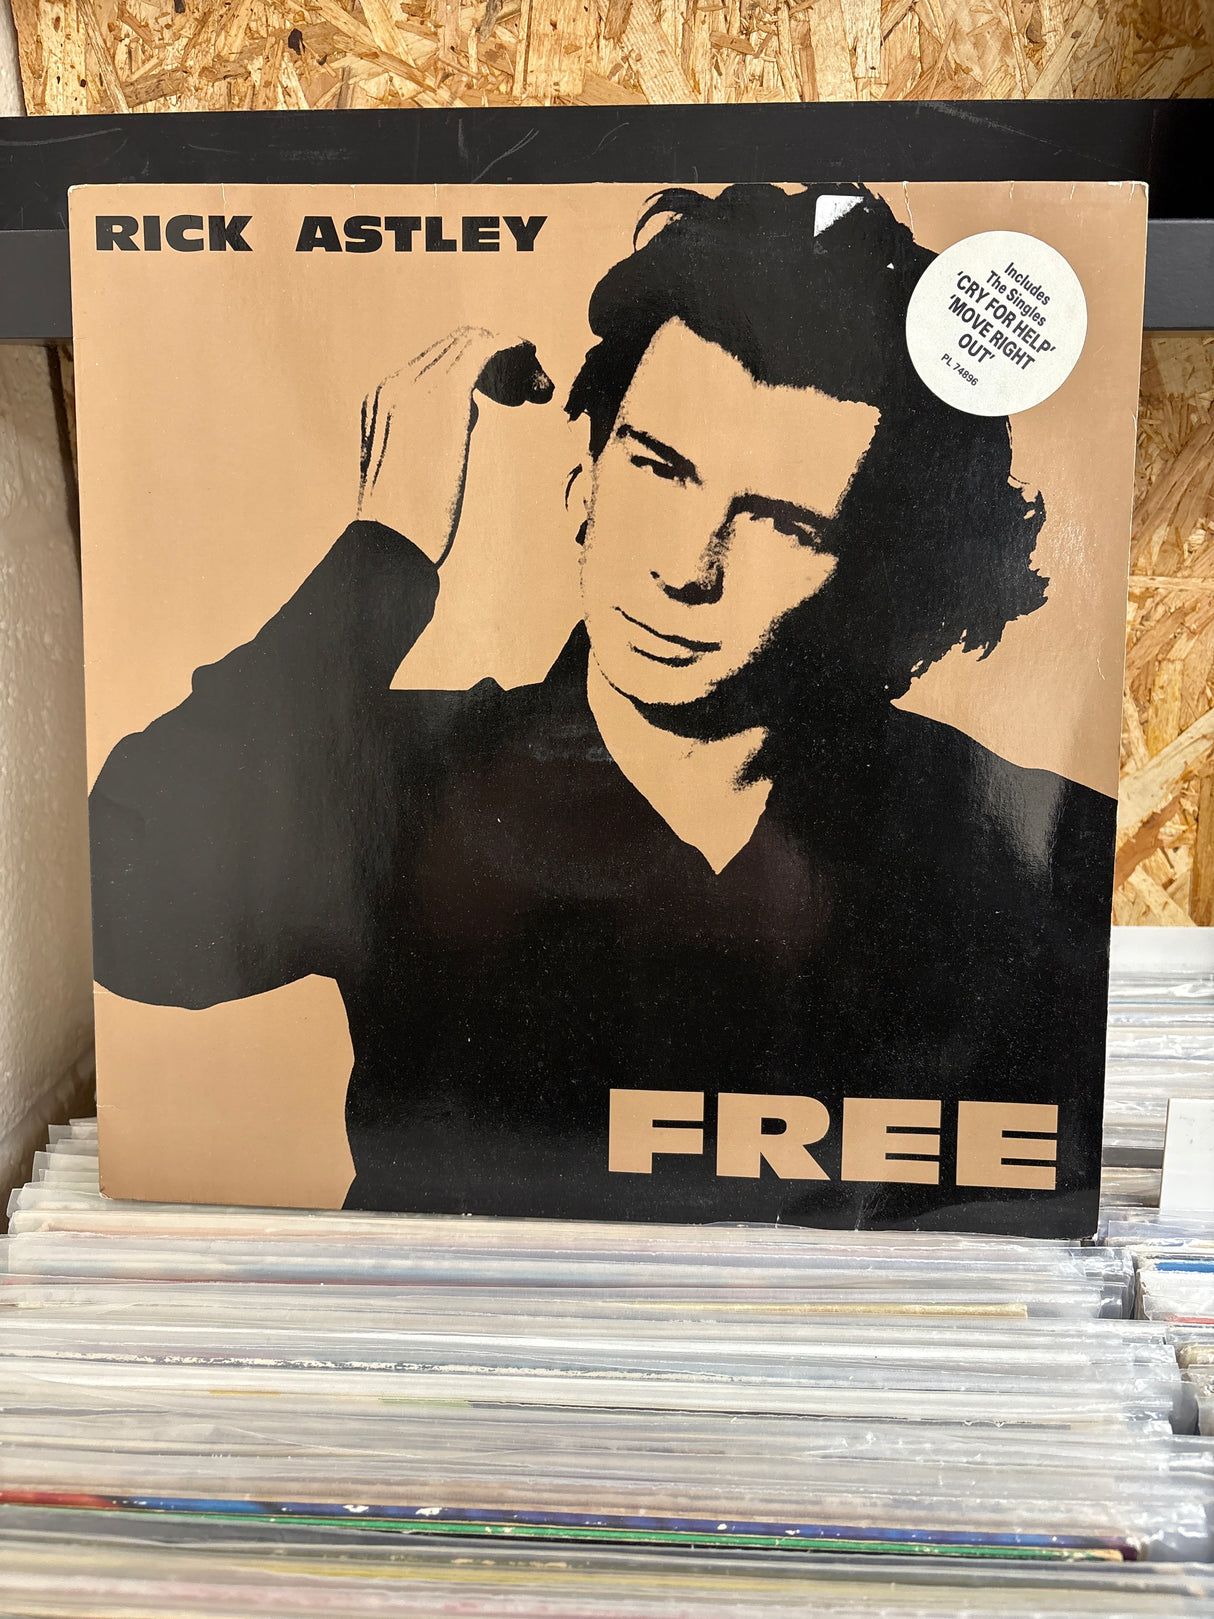 RICK ASTLEY
Includes
The Singles
'CRY FOR HELP'
'MOVE RIGHT
OUT'
PL 74896
FREE